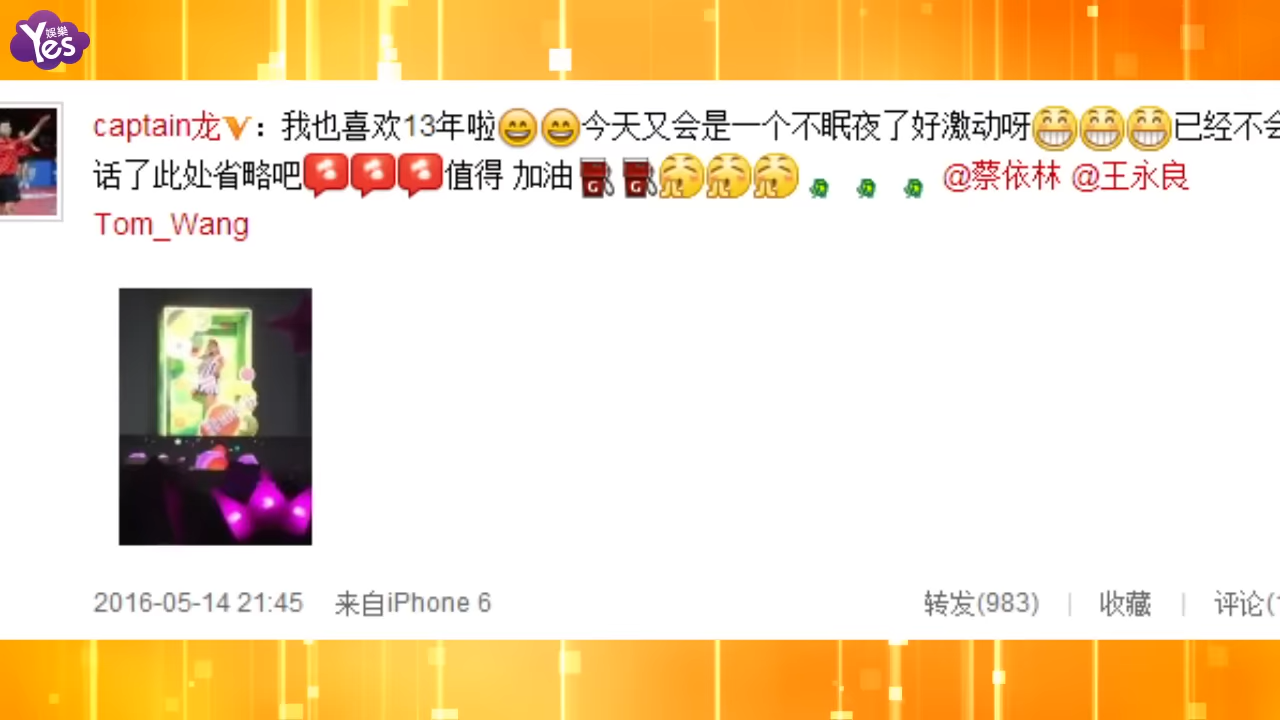 Yes 娛樂
captain龙：我也喜欢13年啦今天又会是一个不眠夜了好激动呀已经不会
话了此处省略吧值得 加油 @蔡依林 @王永良
Tom_Wang
2016-05-14 21:45 来自iPhone 6 转发(983) | 收藏 | 评论(